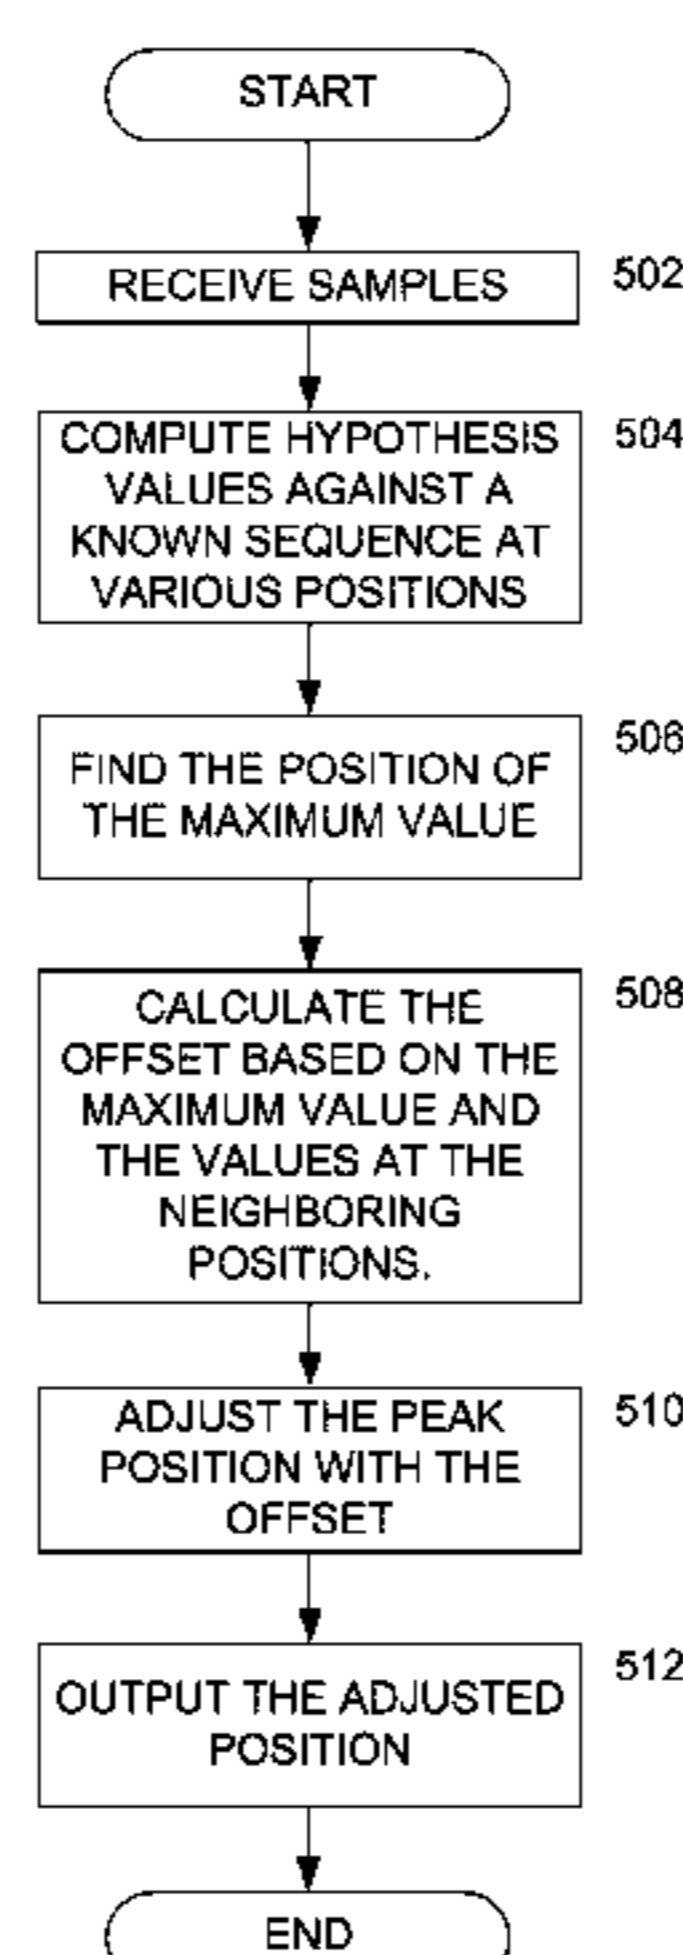 START
RECEIVE SAMPLES
502
COMPUTE HYPOTHESIS
VALUES AGAINST A
KNOWN SEQUENCE AT
VARIOUS POSITIONS
504
FIND THE POSITION OF
THE MAXIMUM VALUE
506
CALCULATE THE
OFFSET BASED ON THE
MAXIMUM VALUE AND
THE VALUES AT THE
NEIGHBORING
POSITIONS.
508
ADJUST THE PEAK
POSITION WITH THE
OFFSET
510
OUTPUT THE ADJUSTED
POSITION
512
END